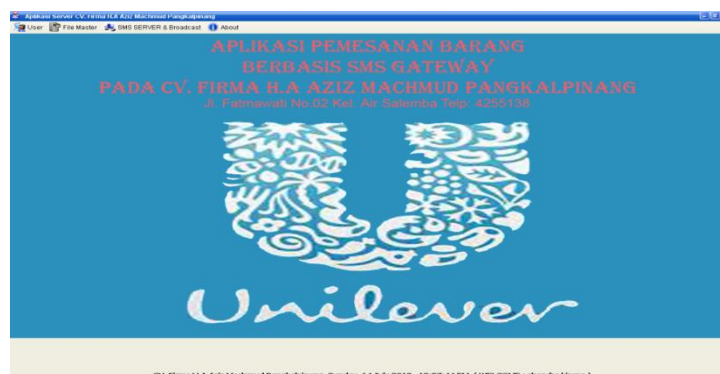 Aplikasi Server CV. Firma H.A Aziz Machmud Pangkalpinang
User File Master SMS SERVER & Broadcast About
APLIKASI PEMESANAN BARANG
BERBASIS SMS GATEWAY
PADA CV. FIRMA H.A AZIZ MACHMUD PANGKALPINANG
Jl. Fatmawati No.02 Kel. Air Salemba Telp: 4255138
Unilever